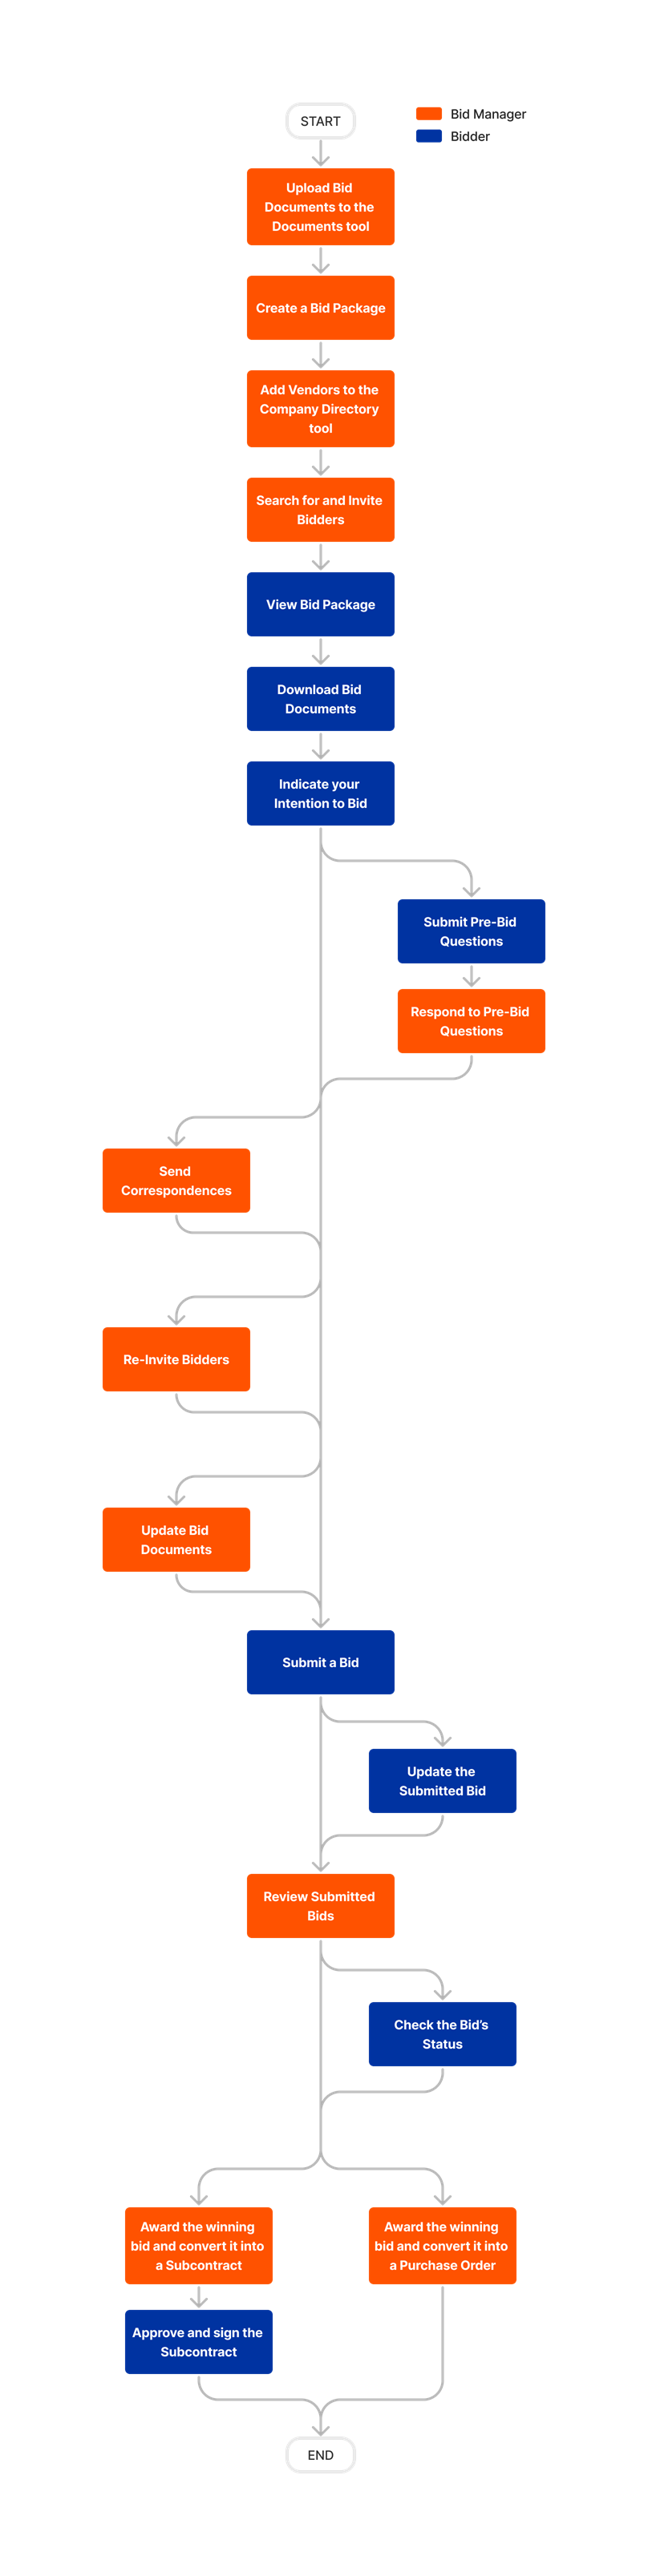 START
Bid Manager
Bidder
Upload Bid
Documents to the
Documents tool
Create a Bid Package
Add Vendors to the
Company Directory
tool
Search for and Invite
Bidders
View Bid Package
Download Bid
Documents
Indicate your
Intention to Bid
Submit Pre-Bid
Questions
Respond to Pre-Bid
Questions
Send
Correspondences
Re-Invite Bidders
Update Bid
Documents
Submit a Bid
Update the
Submitted Bid
Review Submitted
Bids
Check the Bid’s
Status
Award the winning
bid and convert it into
a Subcontract
Award the winning
bid and convert it into
a Purchase Order
Approve and sign the
Subcontract
END